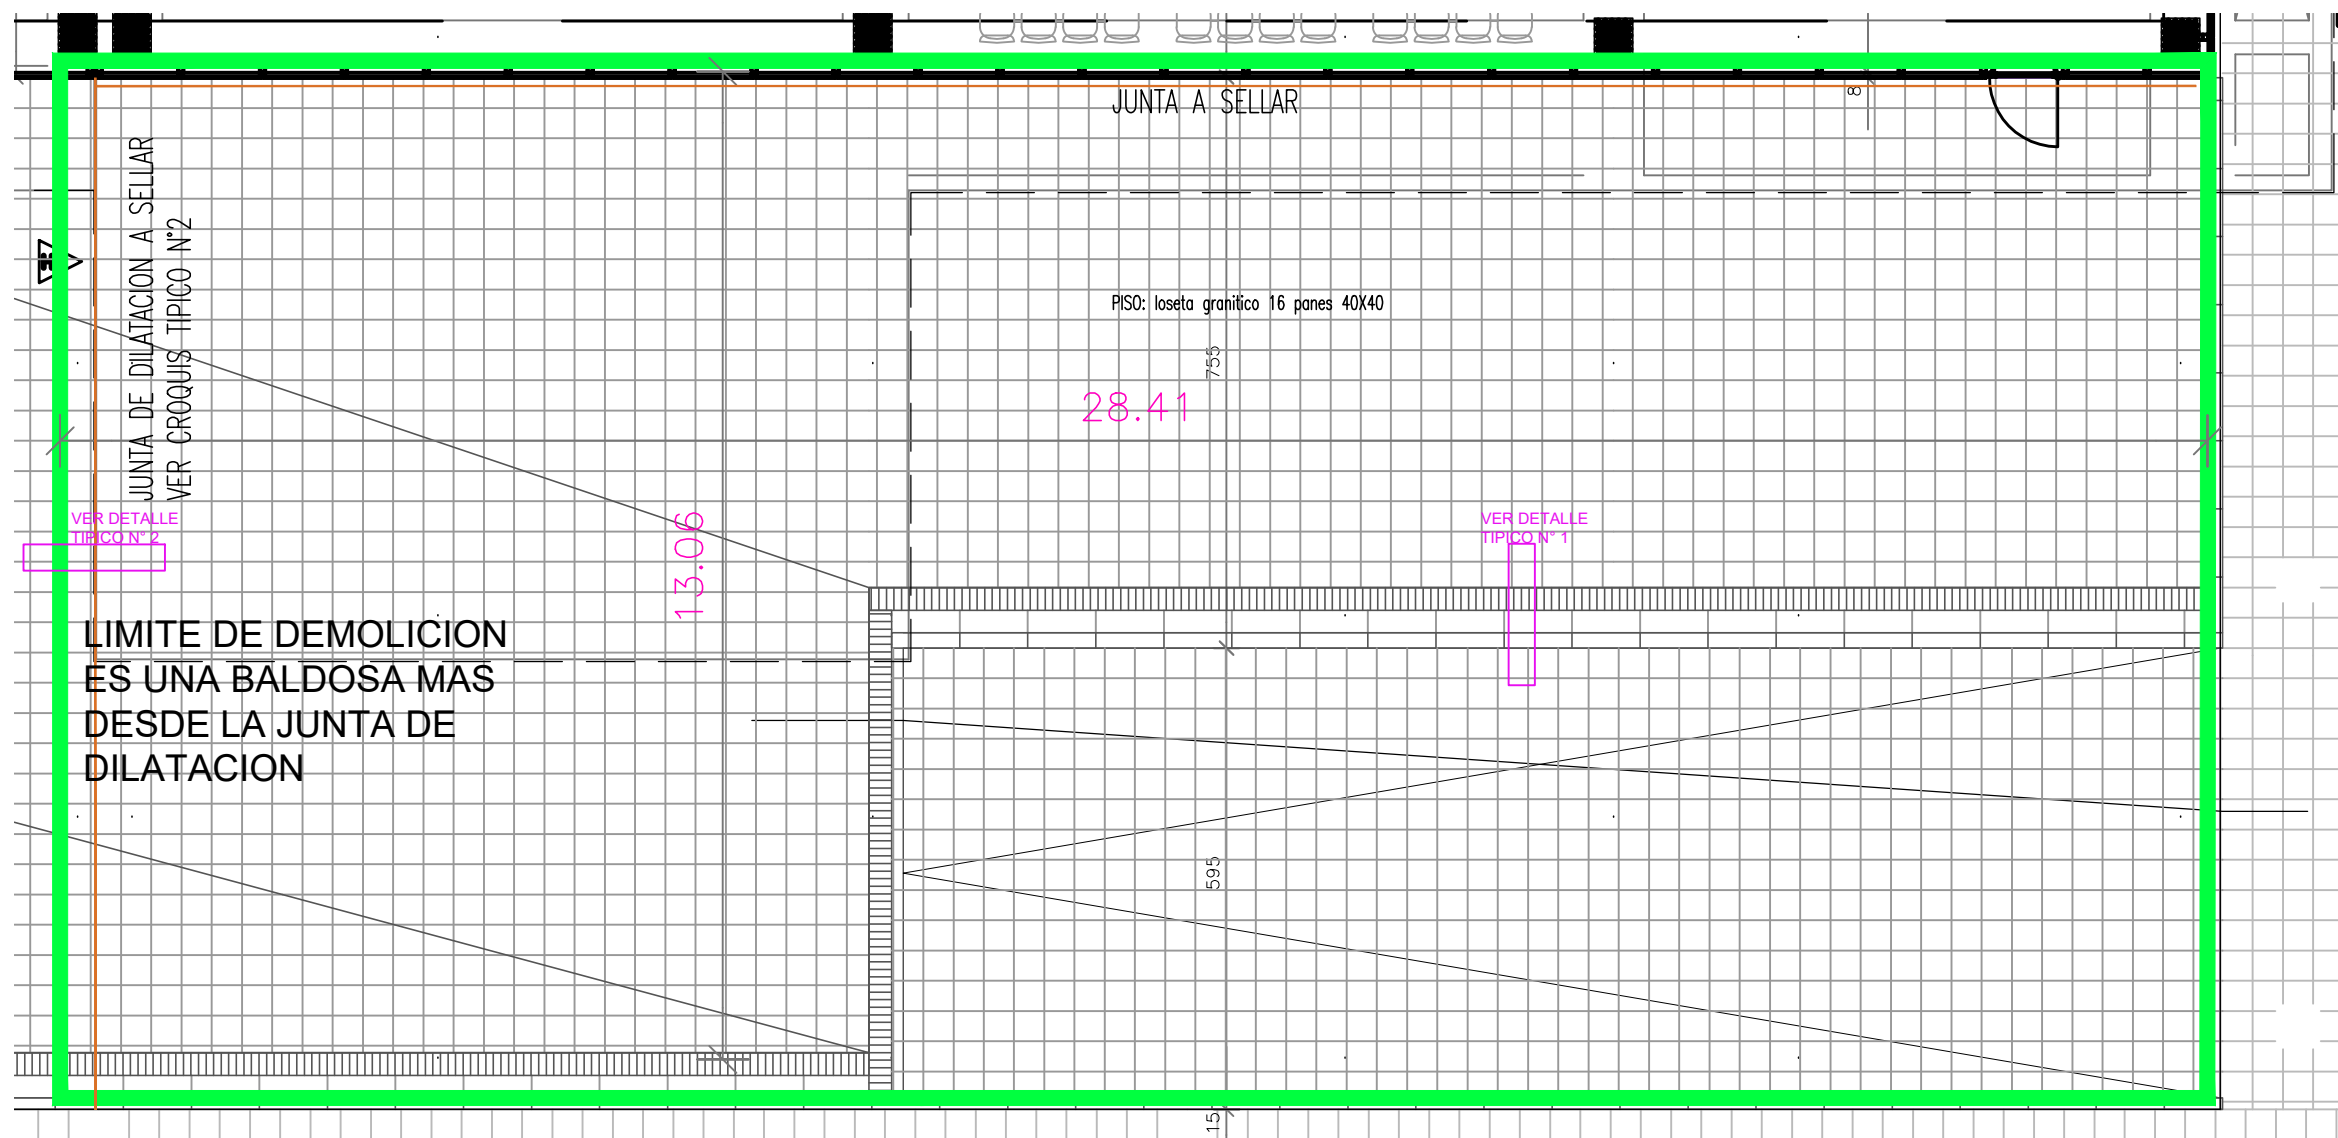 JUNTA A SELLAR
8
JUNTA DE DILATACION A SELLAR
VER CROQUIS TIPICO N°2
PISO: loseta granitico 16 panes 40X40
755
28.41
VER DETALLE
TIPICO N° 2
13.06
VER DETALLE
TIPICO N° 1
LIMITE DE DEMOLICION
ES UNA BALDOSA MAS
DESDE LA JUNTA DE
DILATACION
595
15